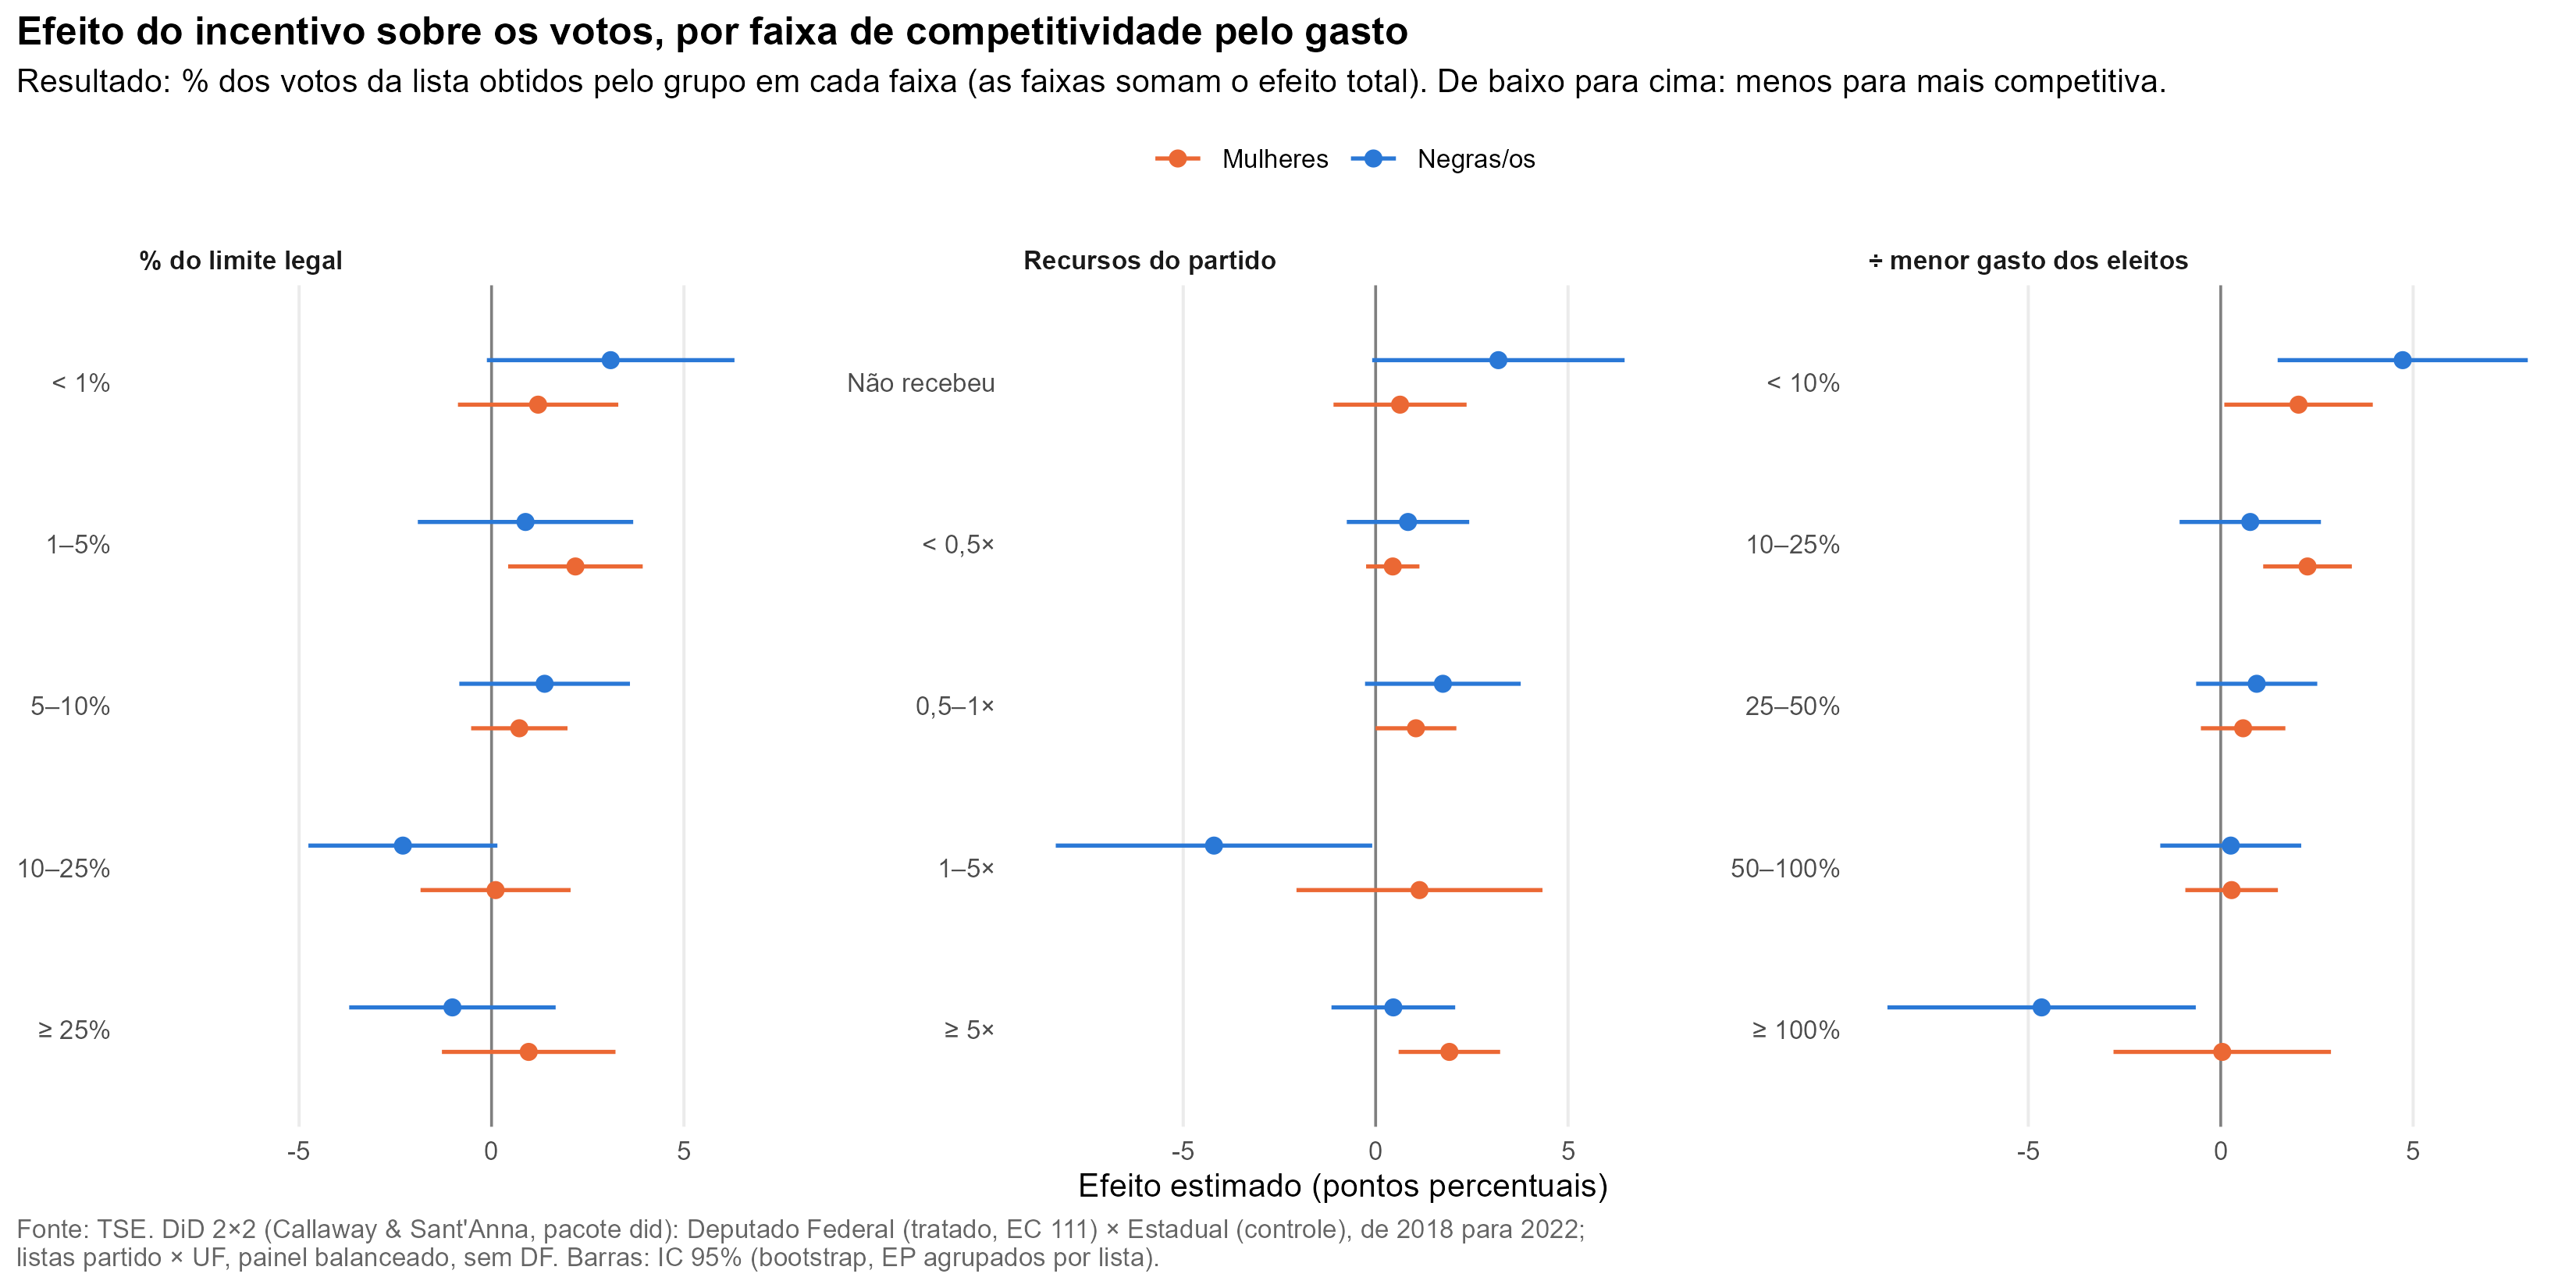 Efeito do incentivo sobre os votos, por faixa de competitividade pelo gasto
Resultado: % dos votos da lista obtidos pelo grupo em cada faixa (as faixas somam o efeito total). De baixo para cima: menos para mais competitiva.
Mulheres
Negras/os
% do limite legal
< 1%
1–5%
5–10%
10–25%
≥ 25%
-5
0
5
Recursos do partido
Não recebeu
< 0,5×
0,5–1×
1–5×
≥ 5×
-5
0
5
÷ menor gasto dos eleitos
< 10%
10–25%
25–50%
50–100%
≥ 100%
-5
0
5
Efeito estimado (pontos percentuais)
Fonte: TSE. DiD 2×2 (Callaway & Sant'Anna, pacote did): Deputado Federal (tratado, EC 111) × Estadual (controle), de 2018 para 2022;
listas partido × UF, painel balanceado, sem DF. Barras: IC 95% (bootstrap, EP agrupados por lista).